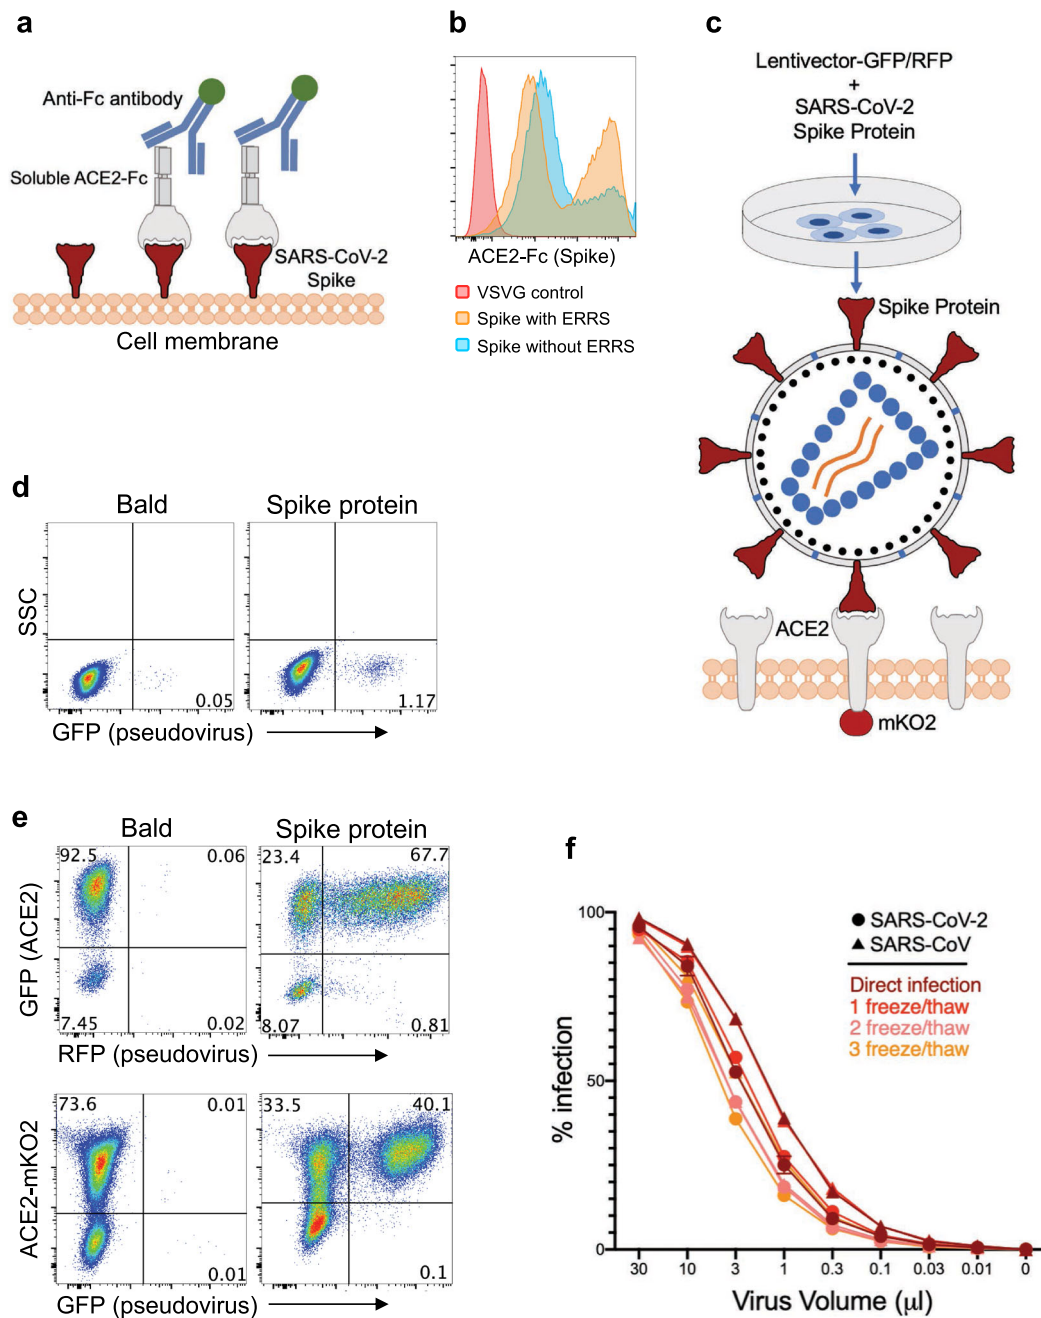 a
Anti-Fc antibody
Soluble ACE2-Fc
SARS-CoV-2
Spike
Cell membrane
b
ACE2-Fc (Spike)
VSVG control
Spike with ERRS
Spike without ERRS
c
Lentivector-GFP/RFP
+
SARS-CoV-2
Spike Protein
Spike Protein
ACE2
mKO2
d
Bald
Spike protein
SSC
0.05
1.17
GFP (pseudovirus)
e
Bald
Spike protein
92.5
0.06
23.4
67.7
GFP (ACE2)
7.45
0.02
8.07
0.81
RFP (pseudovirus)
73.6
0.01
33.5
40.1
ACE2-mKO2
0.01
0.1
GFP (pseudovirus)
f
100
50
0
% infection
SARS-CoV-2
SARS-CoV
Direct infection
1 freeze/thaw
2 freeze/thaw
3 freeze/thaw
30 10 3 1 0.3 0.1 0.03 0.01 0
Virus Volume (µl)